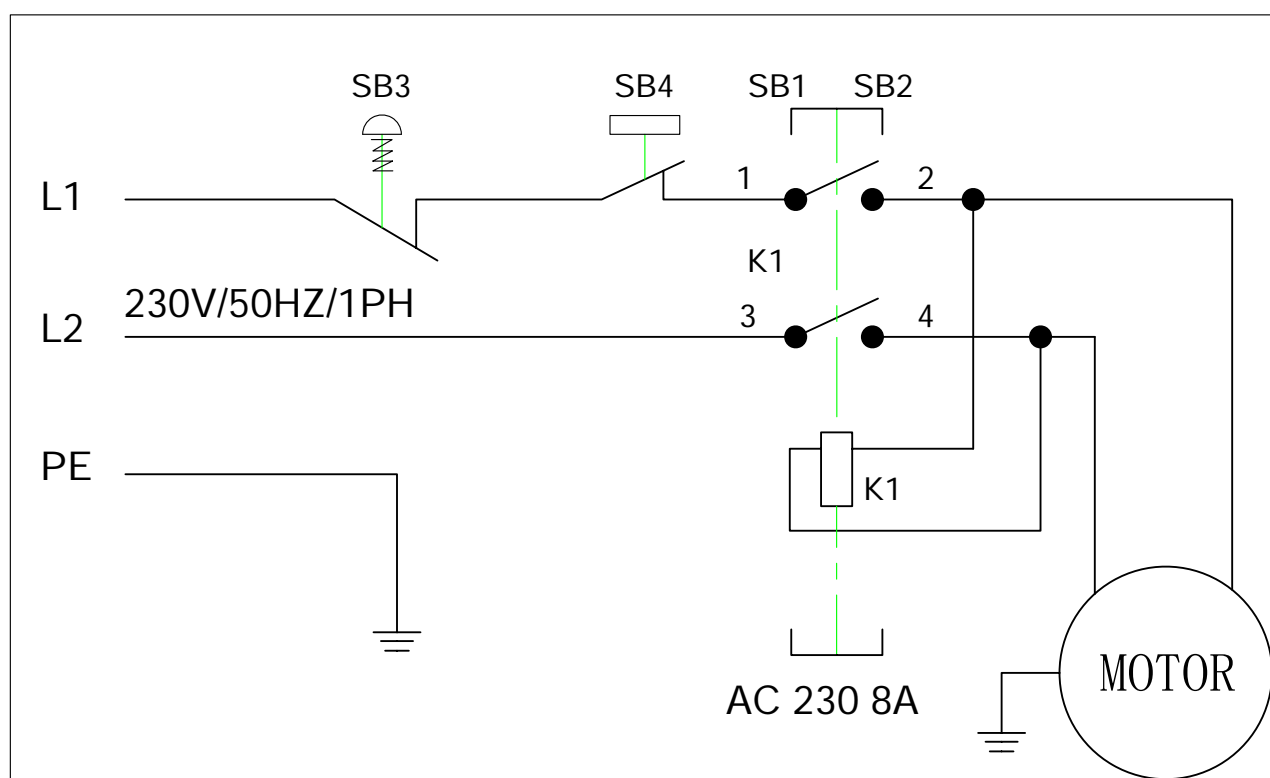 SB3
SB4
SB1
SB2
L1
1
2
K1
230V/50HZ/1PH
L2
3
4
PE
K1
AC 230 8A
MOTOR